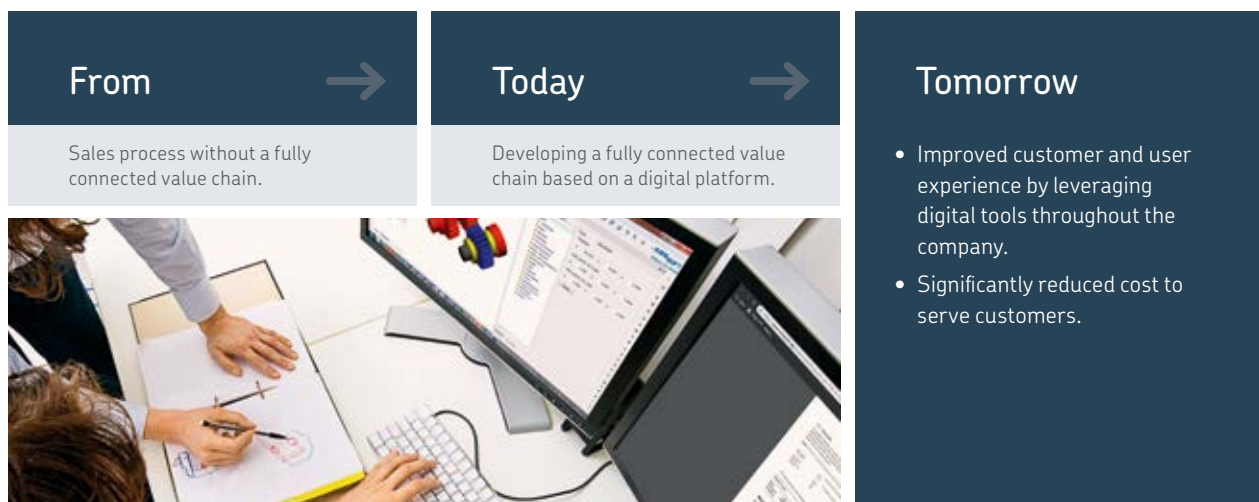 From
Sales process without a fully
connected value chain.
Today
Developing a fully connected value
chain based on a digital platform.
Tomorrow
• Improved customer and user
experience by leveraging
digital tools throughout the
company.
• Significantly reduced cost to
serve customers.